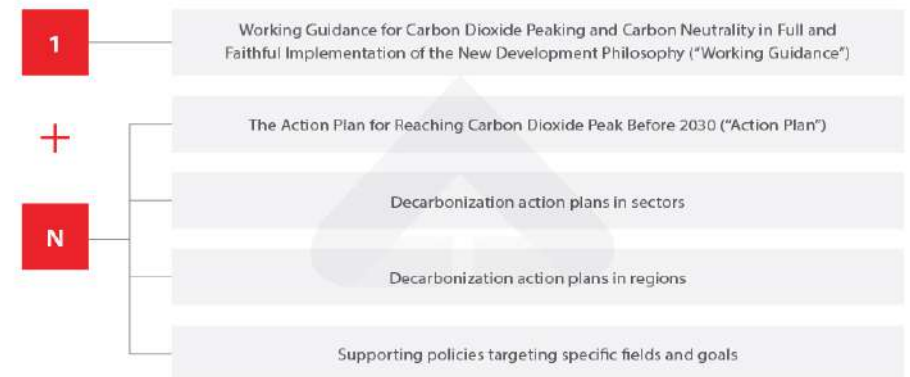 1
Working Guidance for Carbon Dioxide Peaking and Carbon Neutrality in Full and
Faithful Implementation of the New Development Philosophy ("Working Guidance")
+
The Action Plan for Reaching Carbon Dioxide Peak Before 2030 ("Action Plan")
Decarbonization action plans in sectors
N
Decarbonization action plans in regions
Supporting policies targeting specific fields and goals